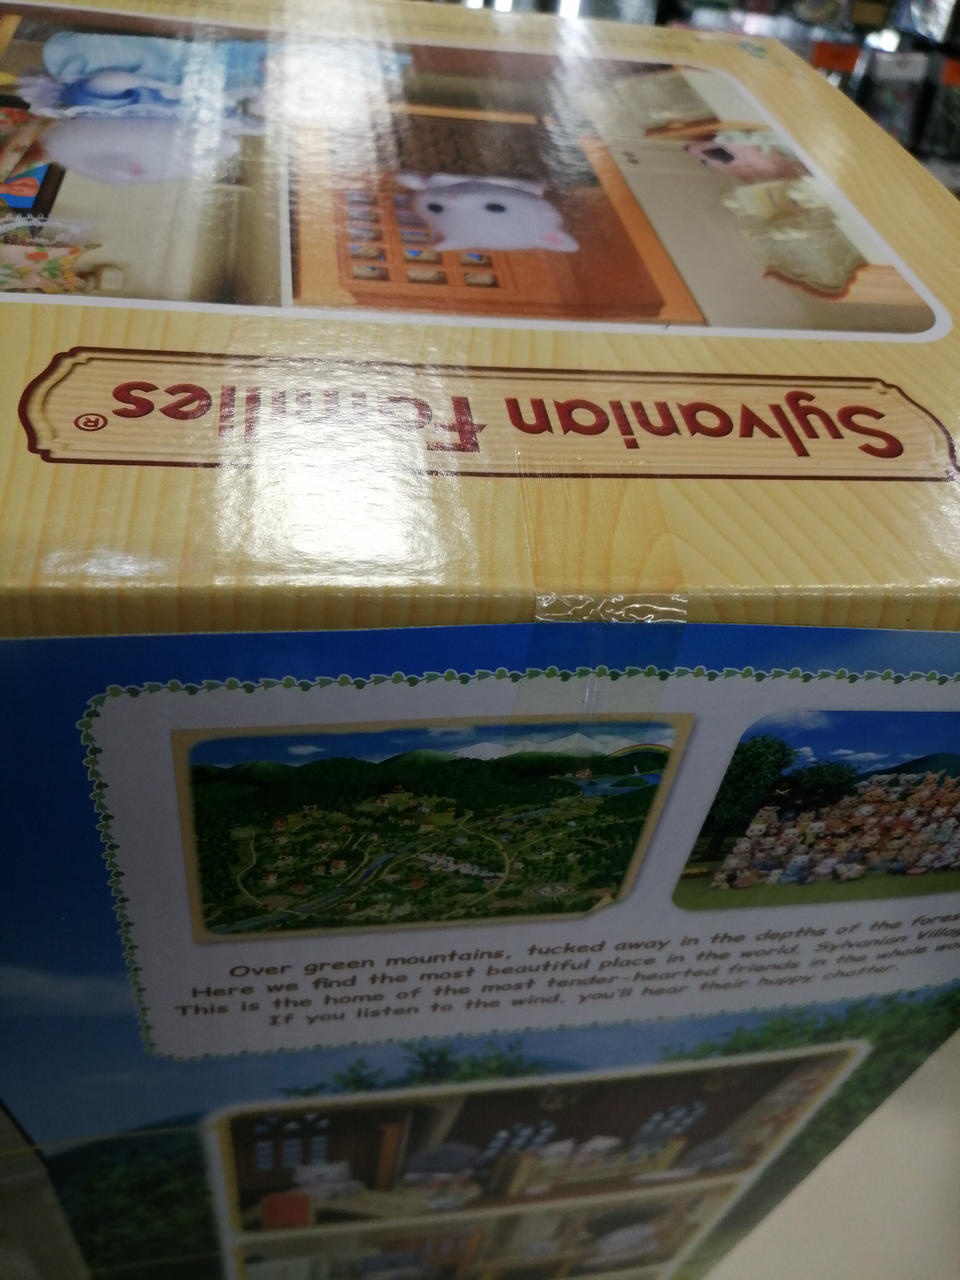 Sylvanian Families®
Over green mountains, tucked away in the depths of the
Here we find the most beautiful place in the world. Sylvanian
This is the home of the most tender-hearted friends in the whole
If you listen to the wind, you'll hear their happy chatter.